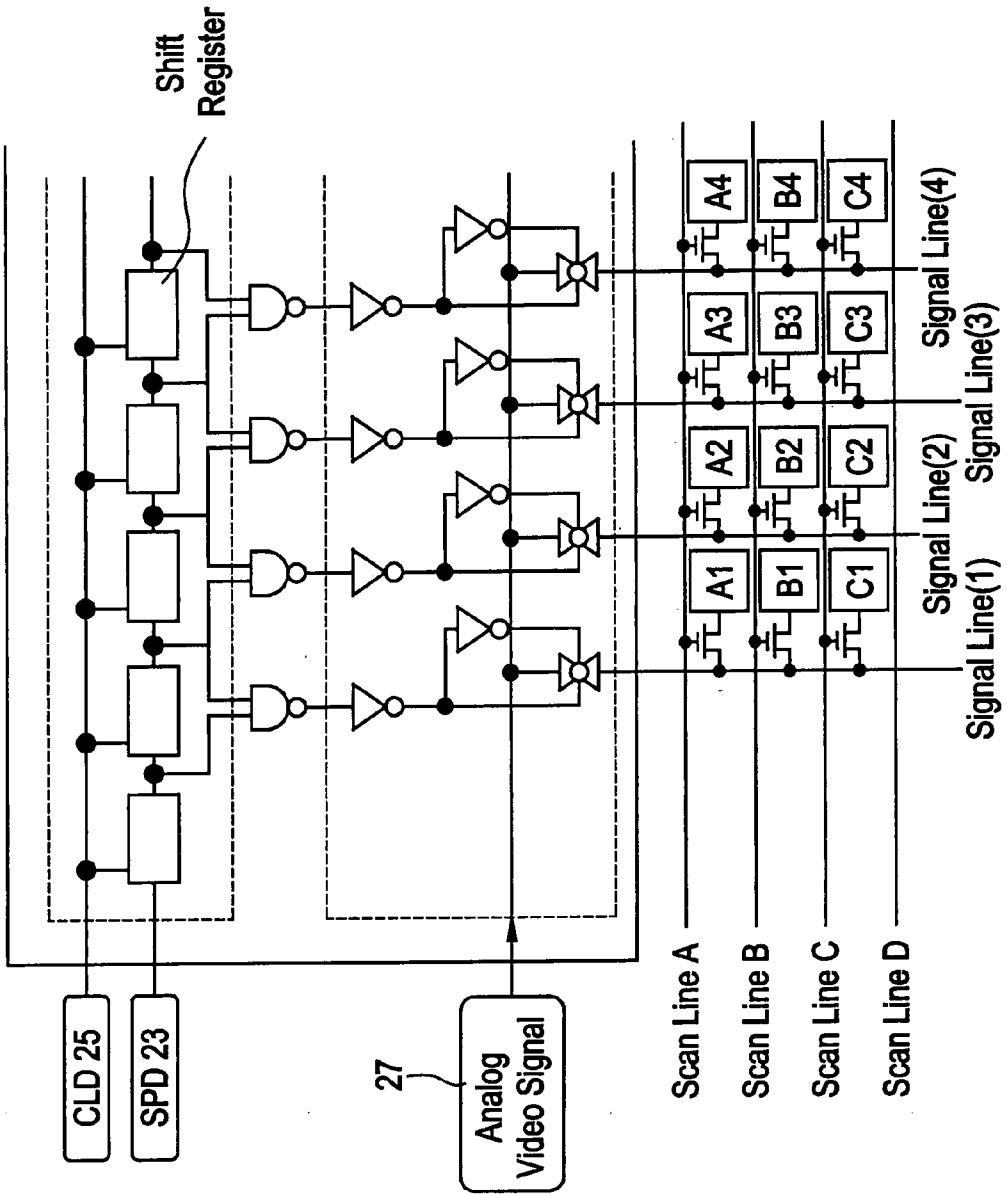 Shift
Register
CLD 25
SPD 23
27
Analog
Video Signal
Scan Line A
Scan Line B
Scan Line C
Scan Line D
A1
A2
A3
A4
B1
B2
B3
B4
C1
C2
C3
C4
Signal Line(1)
Signal Line(2)
Signal Line(3)
Signal Line(4)